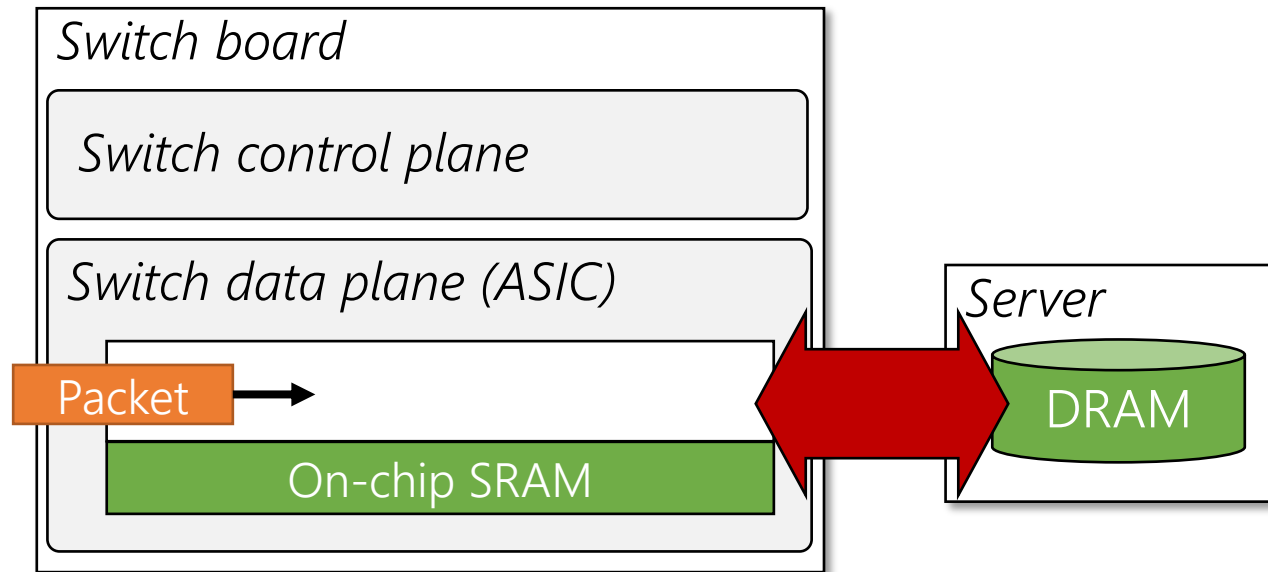 Switch board
Switch control plane
Switch data plane (ASIC)
Server
Packet
DRAM
On-chip SRAM